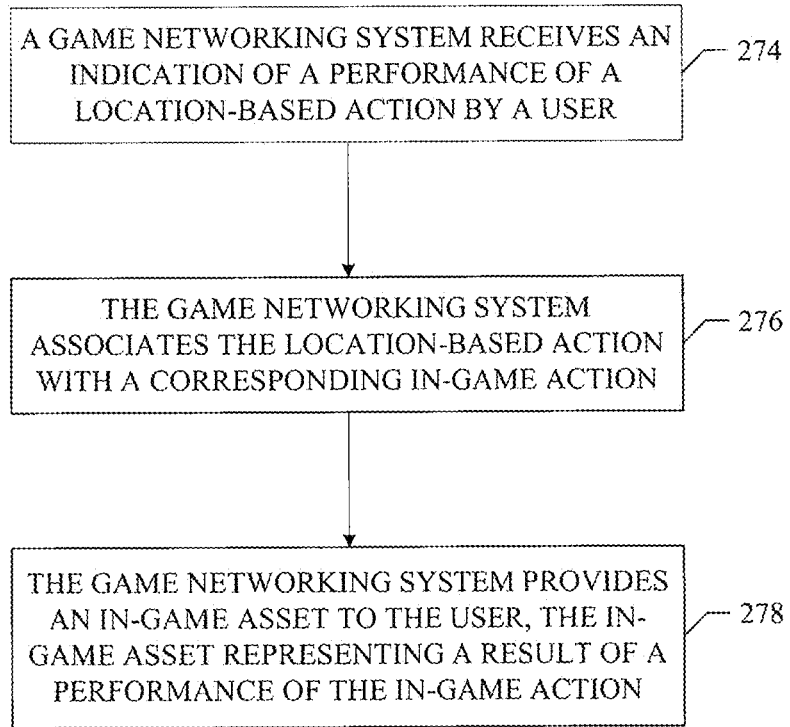 A GAME NETWORKING SYSTEM RECEIVES AN
INDICATION OF A PERFORMANCE OF A
LOCATION-BASED ACTION BY A USER
274
THE GAME NETWORKING SYSTEM
ASSOCIATES THE LOCATION-BASED ACTION
WITH A CORRESPONDING IN-GAME ACTION
276
THE GAME NETWORKING SYSTEM PROVIDES
AN IN-GAME ASSET TO THE USER, THE IN-
GAME ASSET REPRESENTING A RESULT OF A
PERFORMANCE OF THE IN-GAME ACTION
278